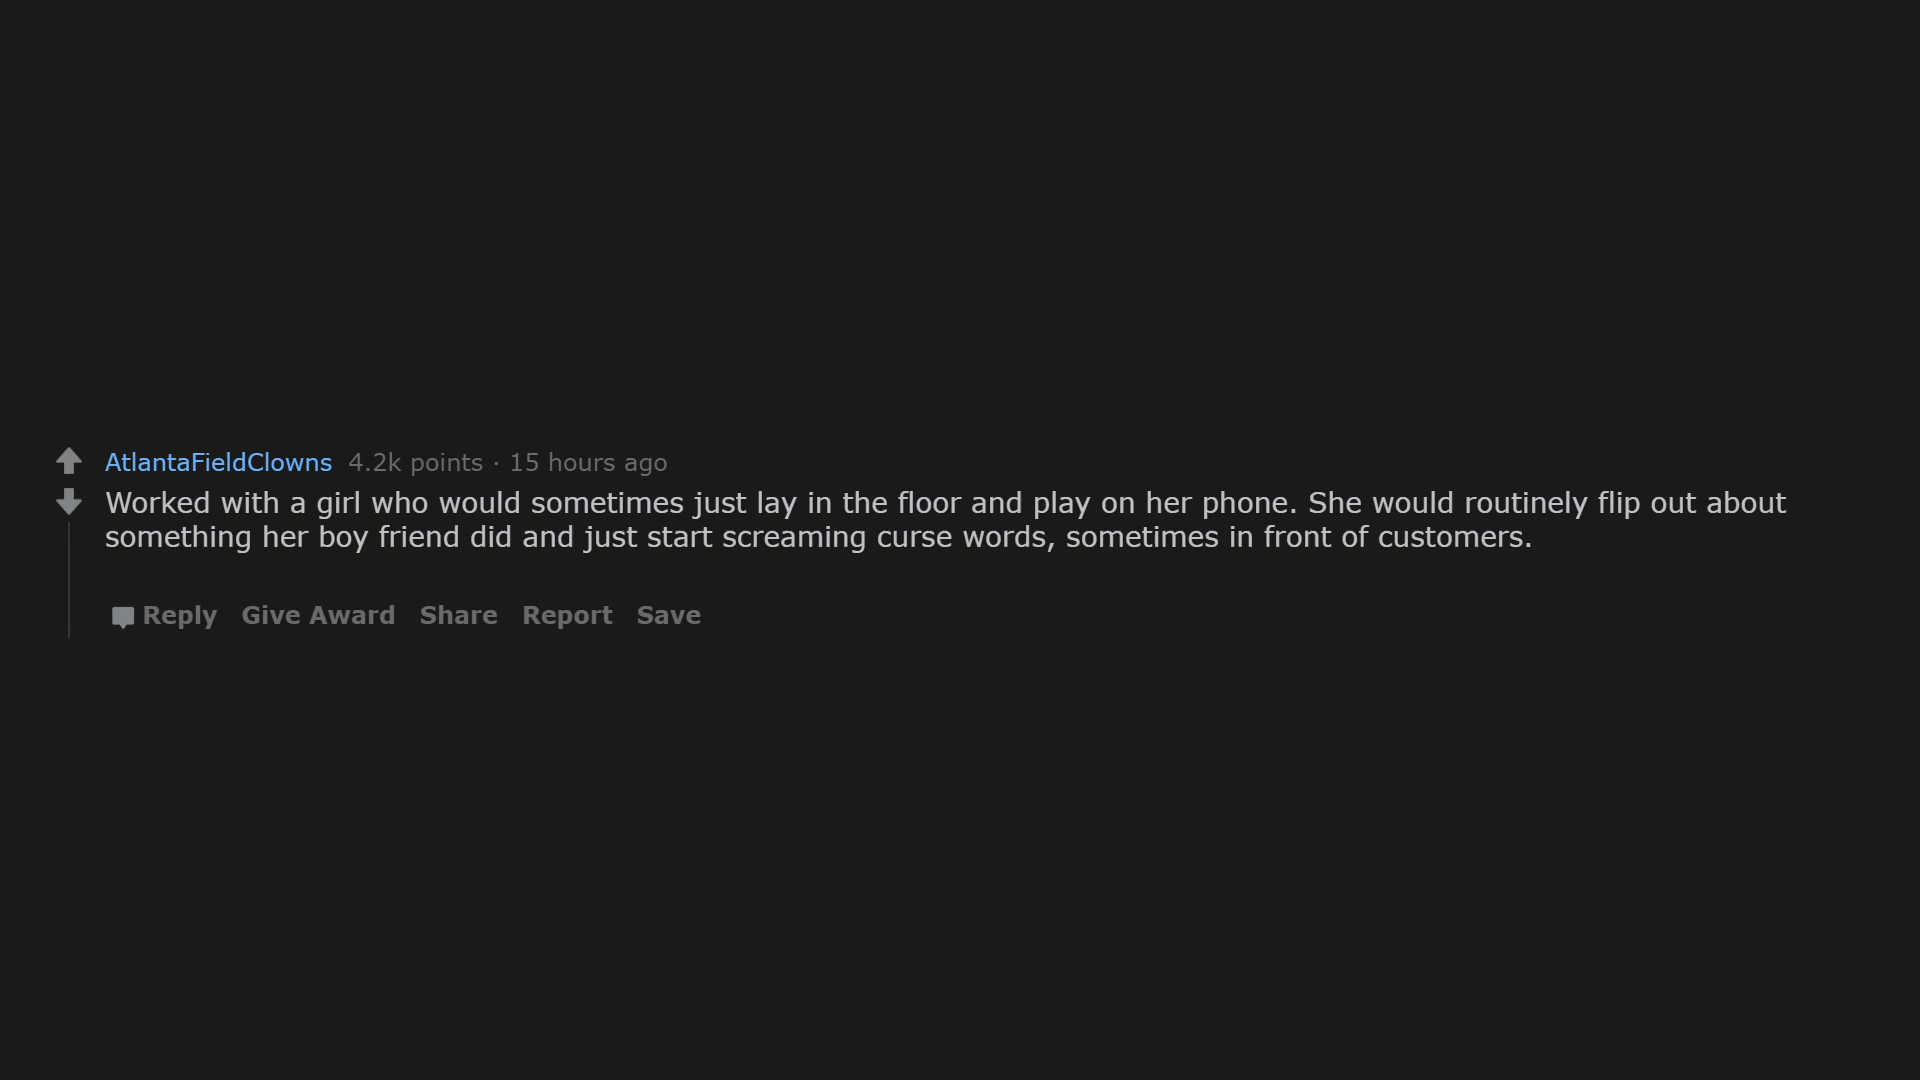 AtlantaFieldClowns 4.2k points · 15 hours ago
Worked with a girl who would sometimes just lay in the floor and play on her phone. She would routinely flip out about
something her boy friend did and just start screaming curse words, sometimes in front of customers.
Reply Give Award Share Report Save